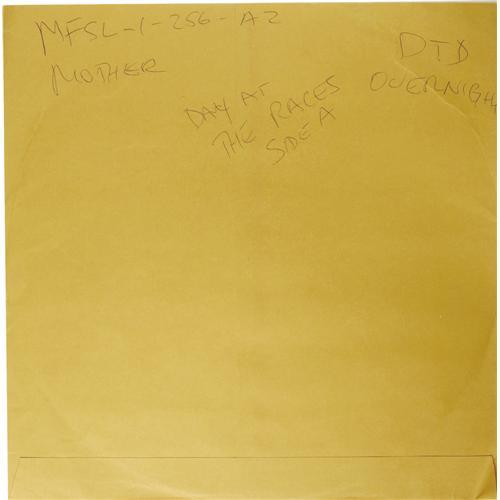 MFSL-1-256-A2
MOTHER
DAY AT
THE RACES
SIDE A
DTD
OVERNIGH